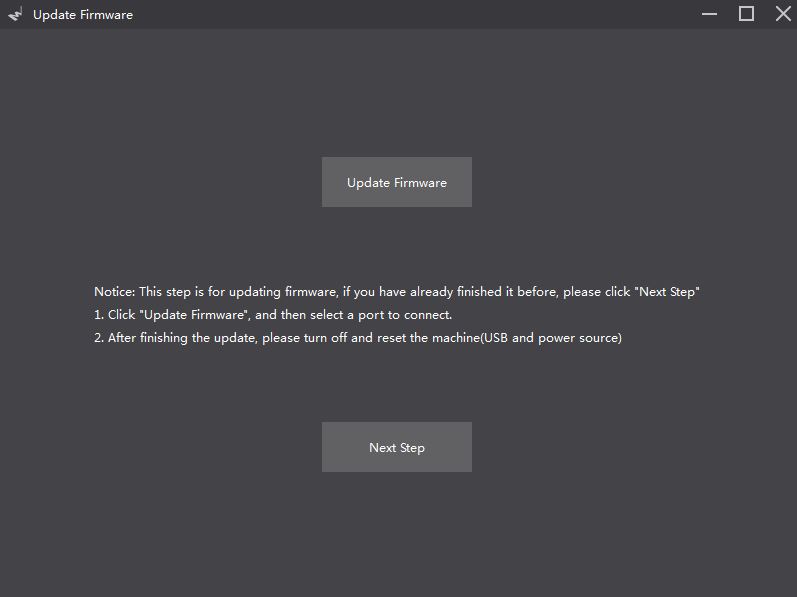 Update Firmware
Update Firmware
Notice: This step is for updating firmware, if you have already finished it before, please click "Next Step"
1. Click "Update Firmware", and then select a port to connect.
2. After finishing the update, please turn off and reset the machine(USB and power source)
Next Step